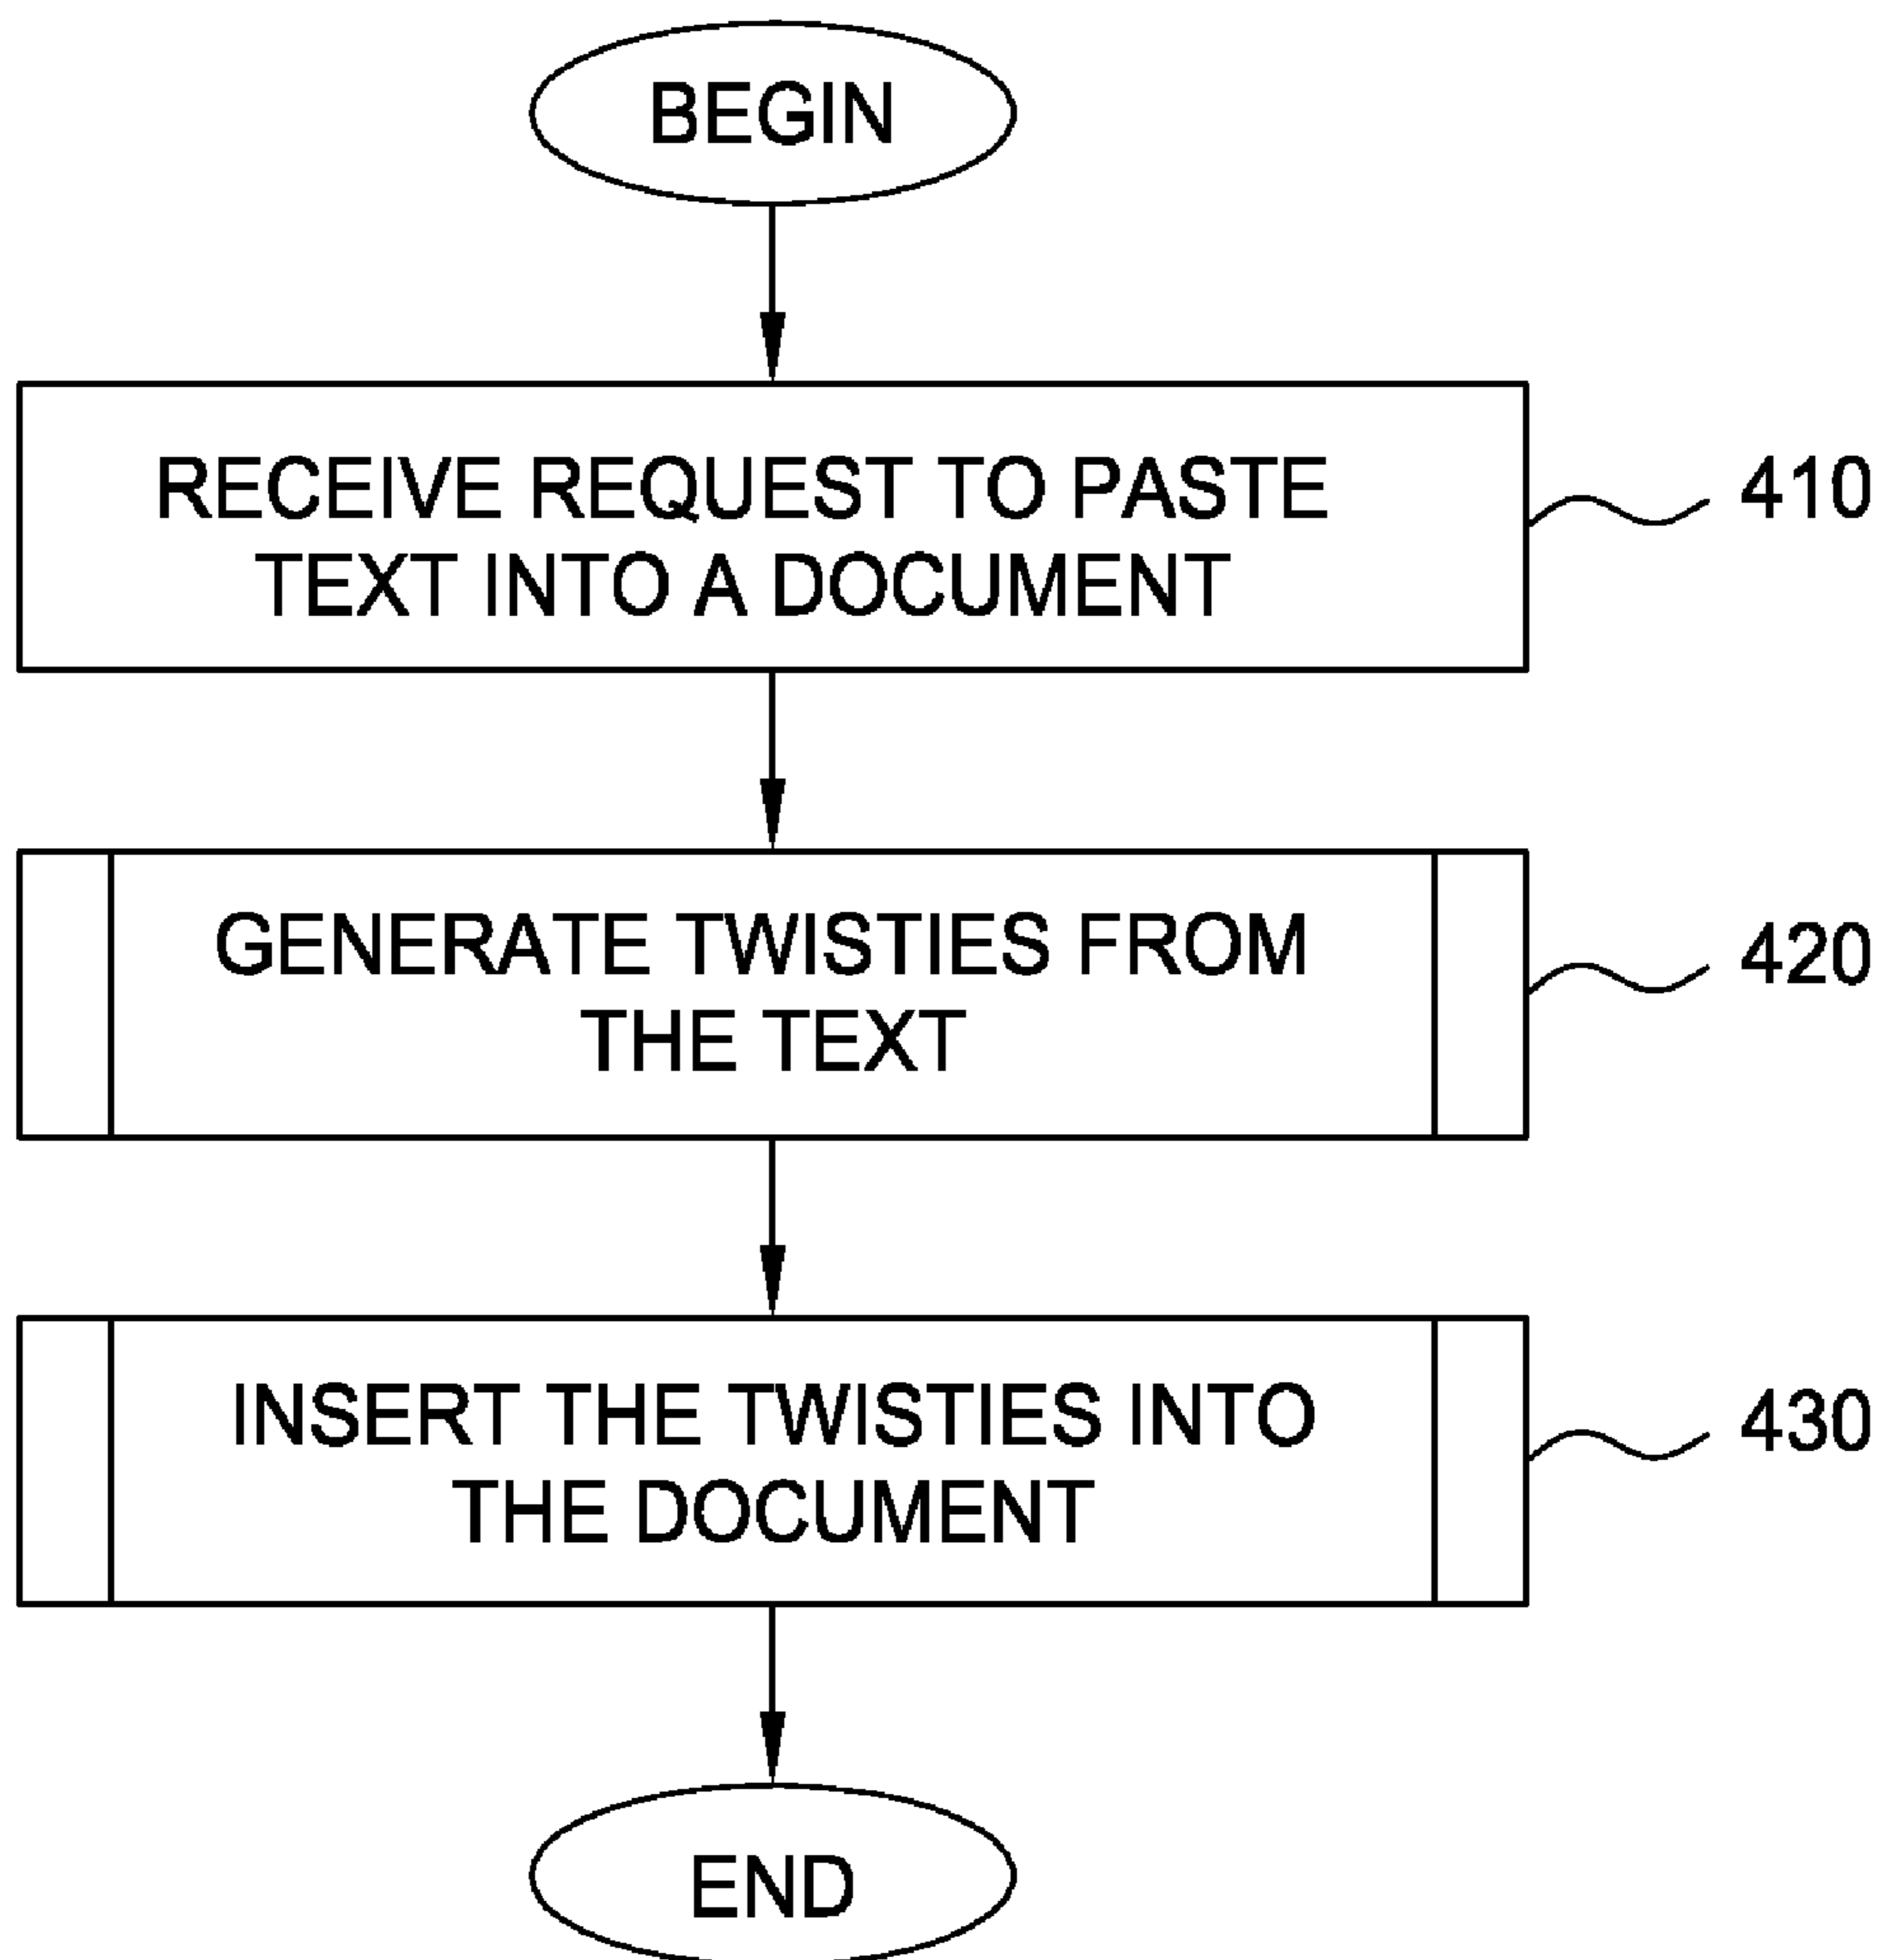 BEGIN
RECEIVE REQUEST TO PASTE
TEXT INTO A DOCUMENT
410
GENERATE TWISTIES FROM
THE TEXT
420
INSERT THE TWISTIES INTO
THE DOCUMENT
430
END